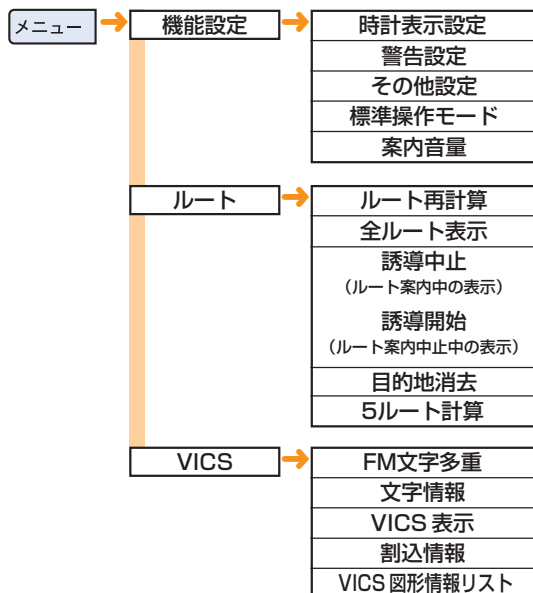 メニュー
機能設定
時計表示設定
警告設定
その他設定
標準操作モード
案内音量
ルート
ルート再計算
全ルート表示
誘導中止
(ルート案内中の表示)
誘導開始
(ルート案内中止中の表示)
目的地消去
5ルート計算
VICS
FM文字多重
文字情報
VICS 表示
割込情報
VICS 図形情報リスト